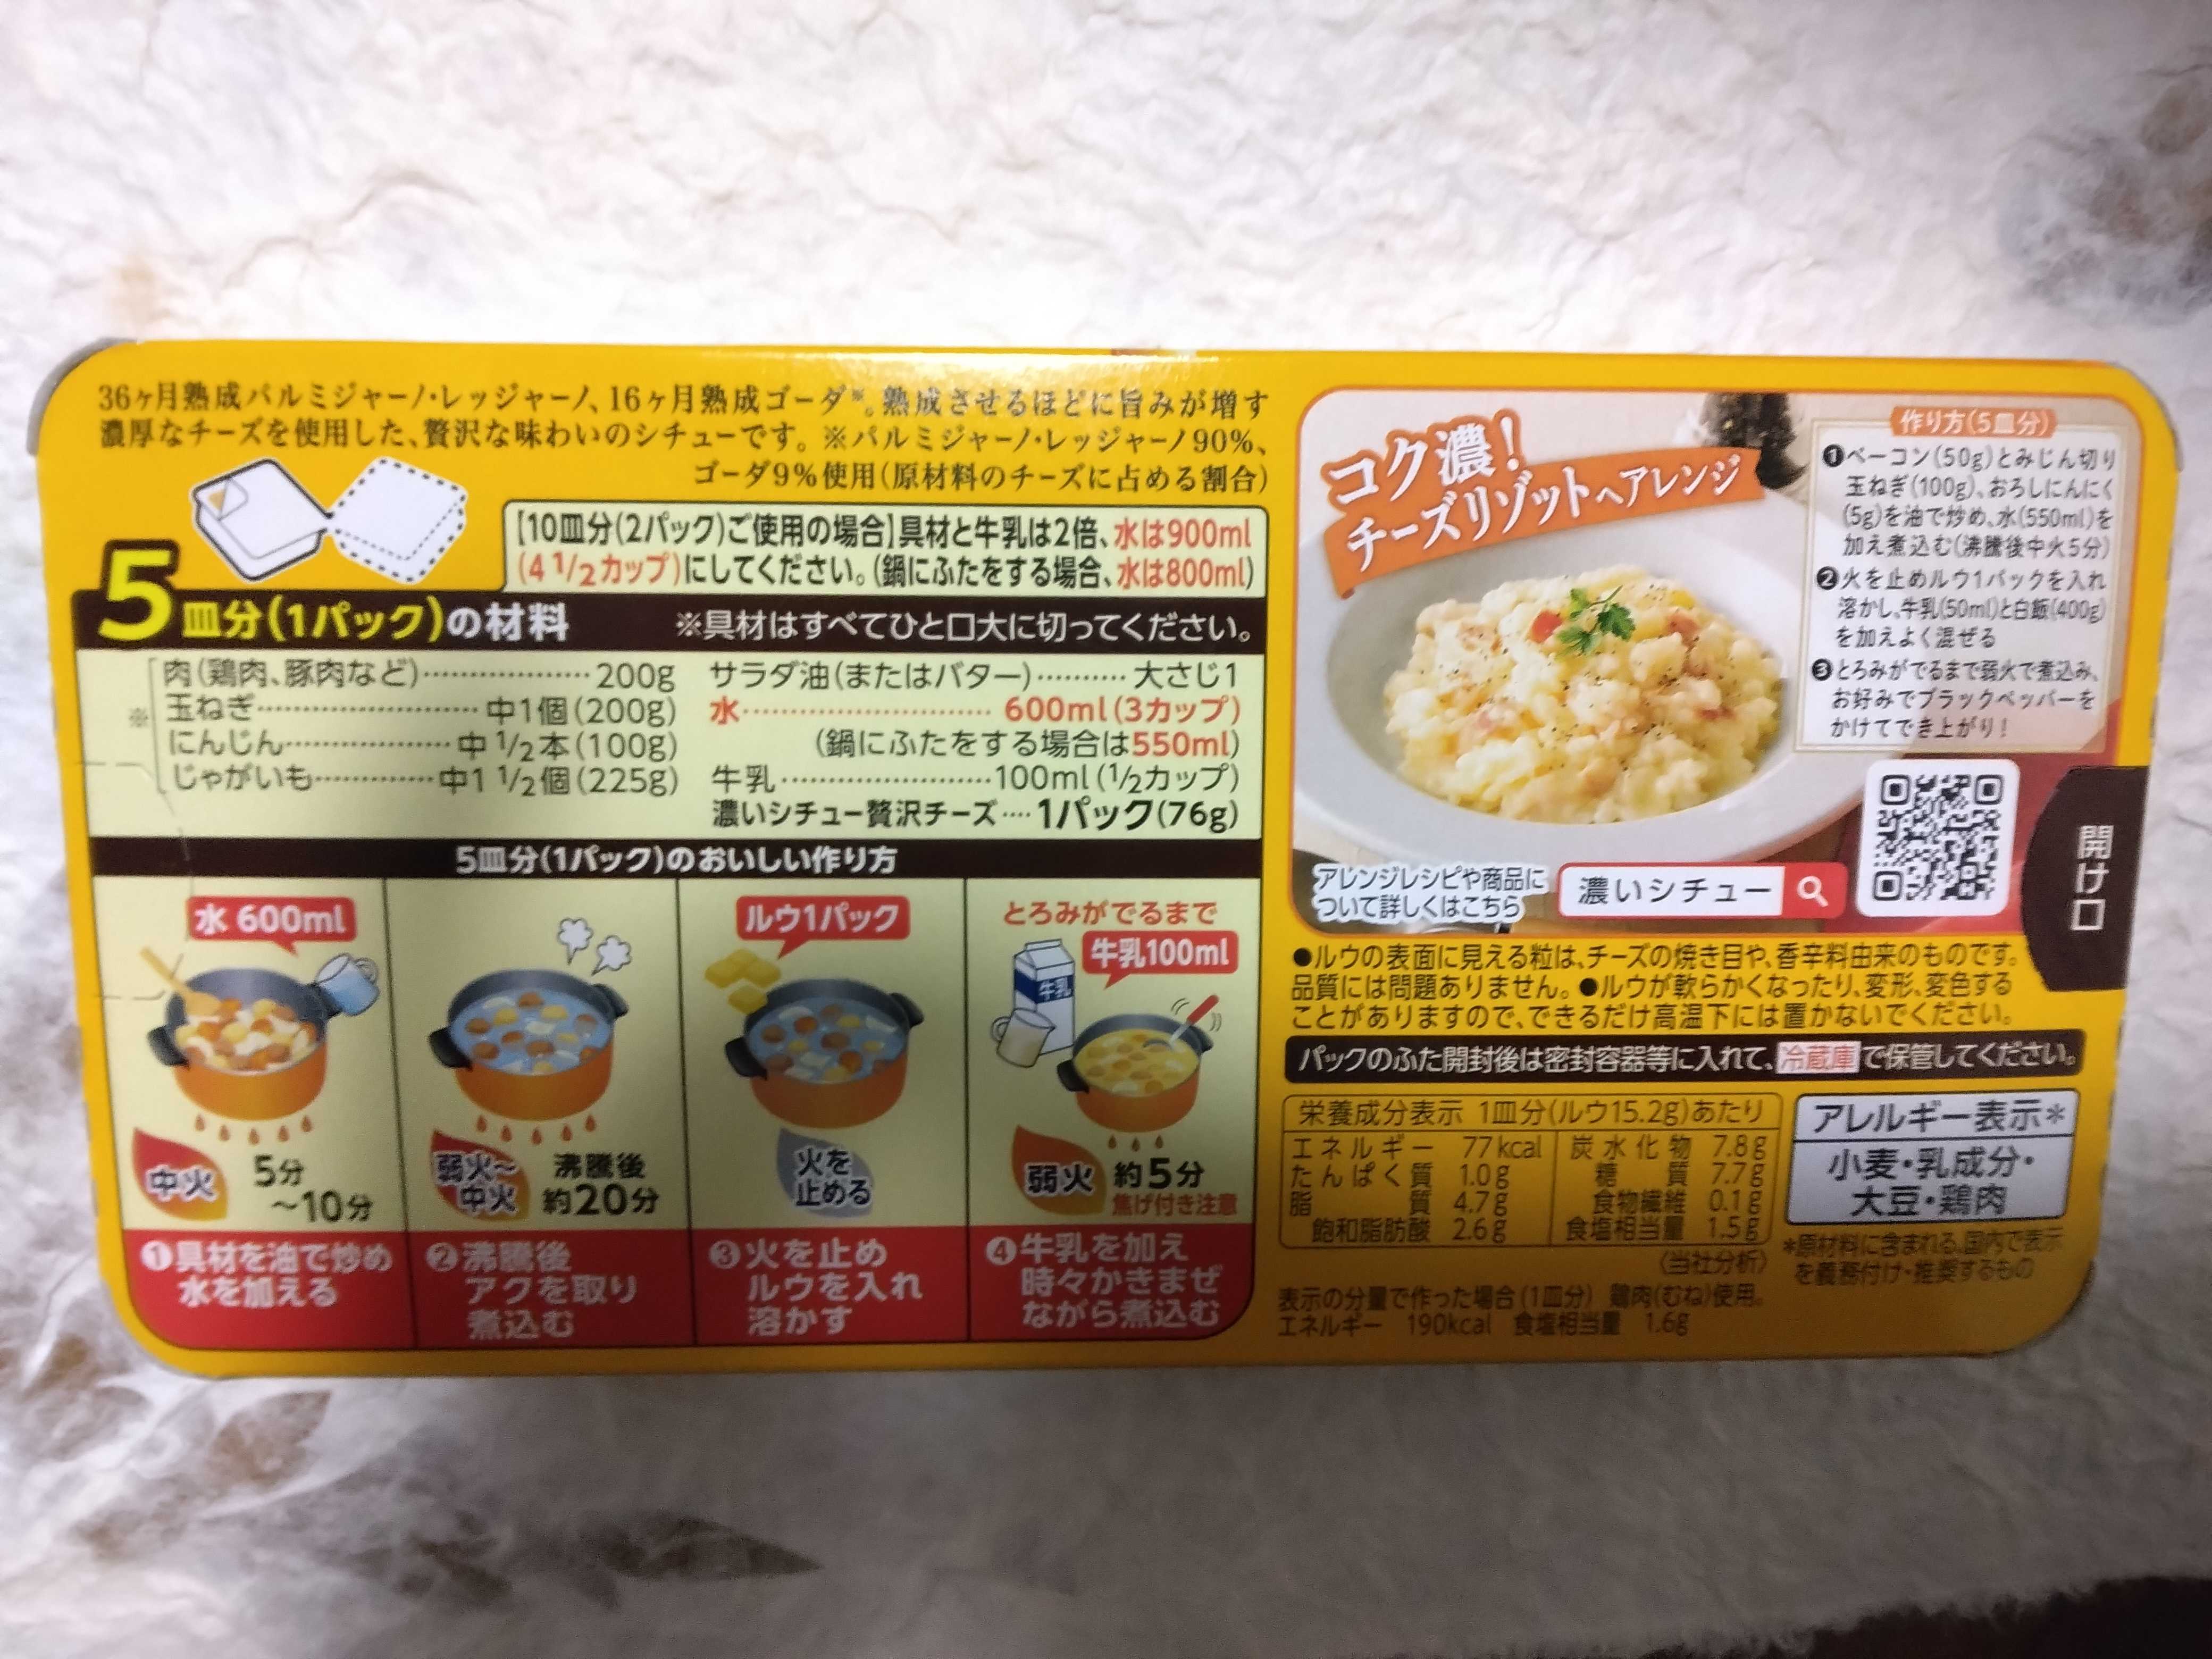 36ヶ月熟成パルミジャーノ・レッジャーノ、16ヶ月熟成ゴーダ※。熟成させるほどに旨みが増す
濃厚なチーズを使用した、贅沢な味わいのシチューです。※パルミジャーノ・レッジャーノ90%、
ゴーダ9%使用(原材料のチーズに占める割合)
【10皿分(2パック)ご使用の場合】具材と牛乳は2倍、水は900ml
(4 1/2カップ)にしてください。(鍋にふたをする場合、水は800ml)
5皿分(1パック)の材料 ※具材はすべてひと口大に切ってください。
※
肉(鶏肉、豚肉など)………………200g
玉ねぎ……………………中1個(200g)
にんじん………………中1/2本(100g)
じゃがいも…………中1 1/2個(225g)
サラダ油(またはバター)………大さじ1
水………………………600ml(3カップ)
(鍋にふたをする場合は550ml)
牛乳…………………100ml(1/2カップ)
濃いシチュー贅沢チーズ…1パック(76g)
5皿分(1パック)のおいしい作り方
水 600ml
中火 5分
～10分
❶具材を油で炒め
水を加える
弱火～
中火
沸騰後
約20分
❷沸騰後
アクを取り
煮込む
ルウ1パック
火を
止める
❸火を止め
ルウを入れ
溶かす
とろみがでるまで
牛乳100ml
牛乳
弱火 約5分
焦げ付き注意
❹牛乳を加え
時々かきまぜ
ながら煮込む
コク濃!
チーズリゾットへアレンジ
作り方(5皿分)
❶ベーコン(50g)とみじん切り
玉ねぎ(100g)、おろしにんにく
(5g)を油で炒め、水(550ml)を
加え煮込む(沸騰後中火5分)
❷火を止めルウ1パックを入れ
溶かし、牛乳(50ml)と白飯(400g)
を加えよく混ぜる
❸とろみがでるまで弱火で煮込み、
お好みでブラックペッパーを
かけてでき上がり!
アレンジレシピや商品に
ついて詳しくはこちら
濃いシチュー
開け口
●ルウの表面に見える粒は、チーズの焼き目や、香辛料由来のものです。
品質には問題ありません。●ルウが軟らかくなったり、変形、変色する
ことがありますので、できるだけ高温下には置かないでください。
パックのふた開封後は密封容器等に入れて、冷蔵庫で保管してください。
栄養成分表示 1皿分(ルウ15.2g)あたり
エネルギー 77kcal
たんぱく質 1.0g
脂質 4.7g
飽和脂肪酸 2.6g
炭水化物 7.8g
糖質 7.7g
食物繊維 0.1g
食塩相当量 1.5g
(当社分析)
表示の分量で作った場合(1皿分) 鶏肉(むね)使用。
エネルギー 190kcal 食塩相当量 1.6g
アレルギー表示*
小麦・乳成分・
大豆・鶏肉
*原材料に含まれる、国内で表示
を義務付け・推奨するもの